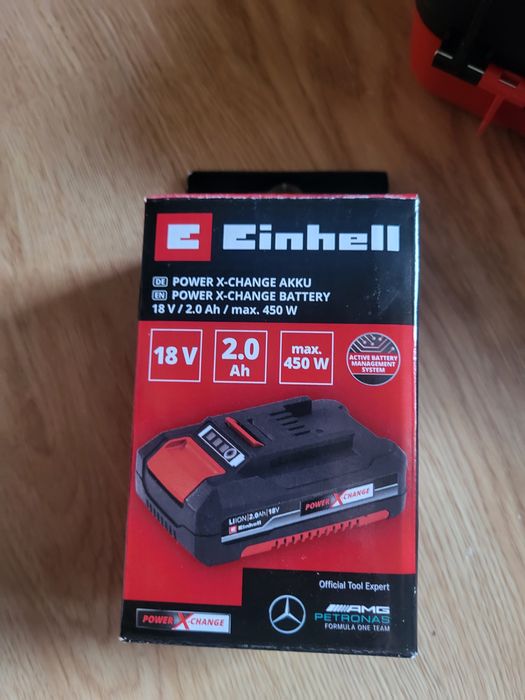 Einhell
DE POWER X-CHANGE AKKU
EN POWER X-CHANGE BATTERY
18 V / 2.0 Ah / max. 450 W
18 V
2.0
Ah
max.
450 W
ACTIVE BATTERY
MANAGEMENT
SYSTEM
LI ION | 2.0Ah | 18V
Einhell
POWER X-CHANGE
Official Tool Expert
POWER X-CHANGE
AMG
PETRONAS
FORMULA ONE TEAM